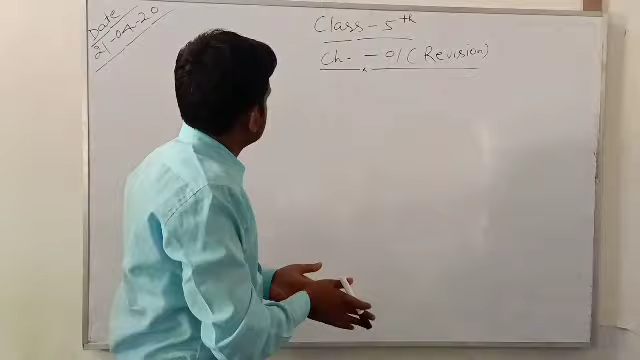 Date
21-04-20
Class-5th
Ch. - 01 (Revision)